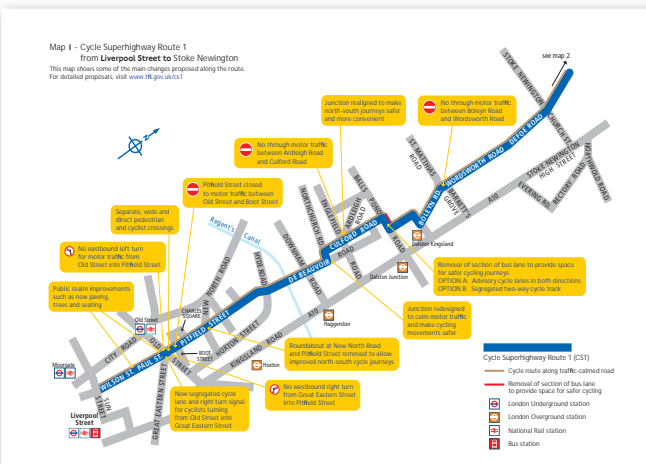 Map 1 - Cycle Superhighway Route 1
from Liverpool Street to Stoke Newington
This map shows some of the main changes proposed along the route.
For detailed proposals, visit www.tfl.gov.uk/cs1
see map 2
Junction realigned to make
north-south journeys safer
and more convenient
No through motor traffic
between Boleyn Road
and Wordsworth Road
No through motor traffic
between Ardleigh Road
and Culford Road
Pitfield Street closed
to motor traffic between
Old Street and Boot Street
Separate, wide and
direct pedestrian
and cyclist crossings
No eastbound left turn
for motor traffic from
Old Street into Pitfield Street
Public realm improvements
such as new paving,
trees and seating
Removal of section of bus lane to provide space
for safer cycling journeys
OPTION A: Advisory cycle lanes in both directions
OPTION B: Segregated two-way cycle track
Junction redesigned
to calm motor traffic
and make cycling
movements safer
Roundabout at New North Road
and Pitfield Street removed to allow
improved north-south cycle journeys
No westbound right turn
from Great Eastern Street
into Pitfield Street
New segregated cycle
lane and right turn signal
for cyclists turning
from Old Street into
Great Eastern Street
STOKE NEWINGTON
CHURCH ST
STOKE NEWINGTON
HIGH STREET
NORTHWOLD ROAD
RECTORY ROAD
EVERING RD
DEFOE ROAD
WORDSWORTH ROAD
ST MATTHIAS
ROAD
BARRETT'S
GROVE
BOLEYN RD
A10
BALLS
POND
ROAD
ARDLEIGH
ROAD
ENGLEFIELD
ROAD
NORTHCHURCH RD
CULFORD ROAD
DE BEAUVOIR
ROAD
DOWNHAM
ROAD
HYDE ROAD
Regent's
Canal
NEW
NORTH ROAD
PITFIELD STREET
HOXTON STREET
KINGSLAND ROAD
A10
CHARLES
SQUARE
BOOT
STREET
CITY ROAD
OLD
STREET
PAUL ST.
WILSON ST.
SUN
STREET
GREAT EASTERN STREET
Dalston Kingsland
Dalston Junction
Haggerston
Hoxton
Old Street
Moorgate
Liverpool
Street
Cycle Superhighway Route 1 (CS1)
Cycle route along traffic-calmed road
Removal of section of bus lane
to provide space for safer cycling
London Underground station
London Overground station
National Rail station
Bus station